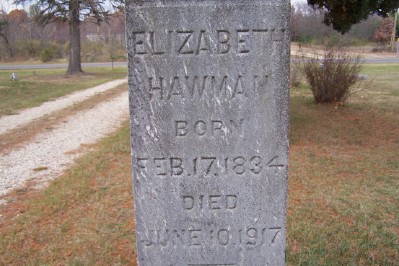 ELIZABETH
HAWMAN
BORN
FEB. 17. 1834
DIED
JUNE 10. 1917